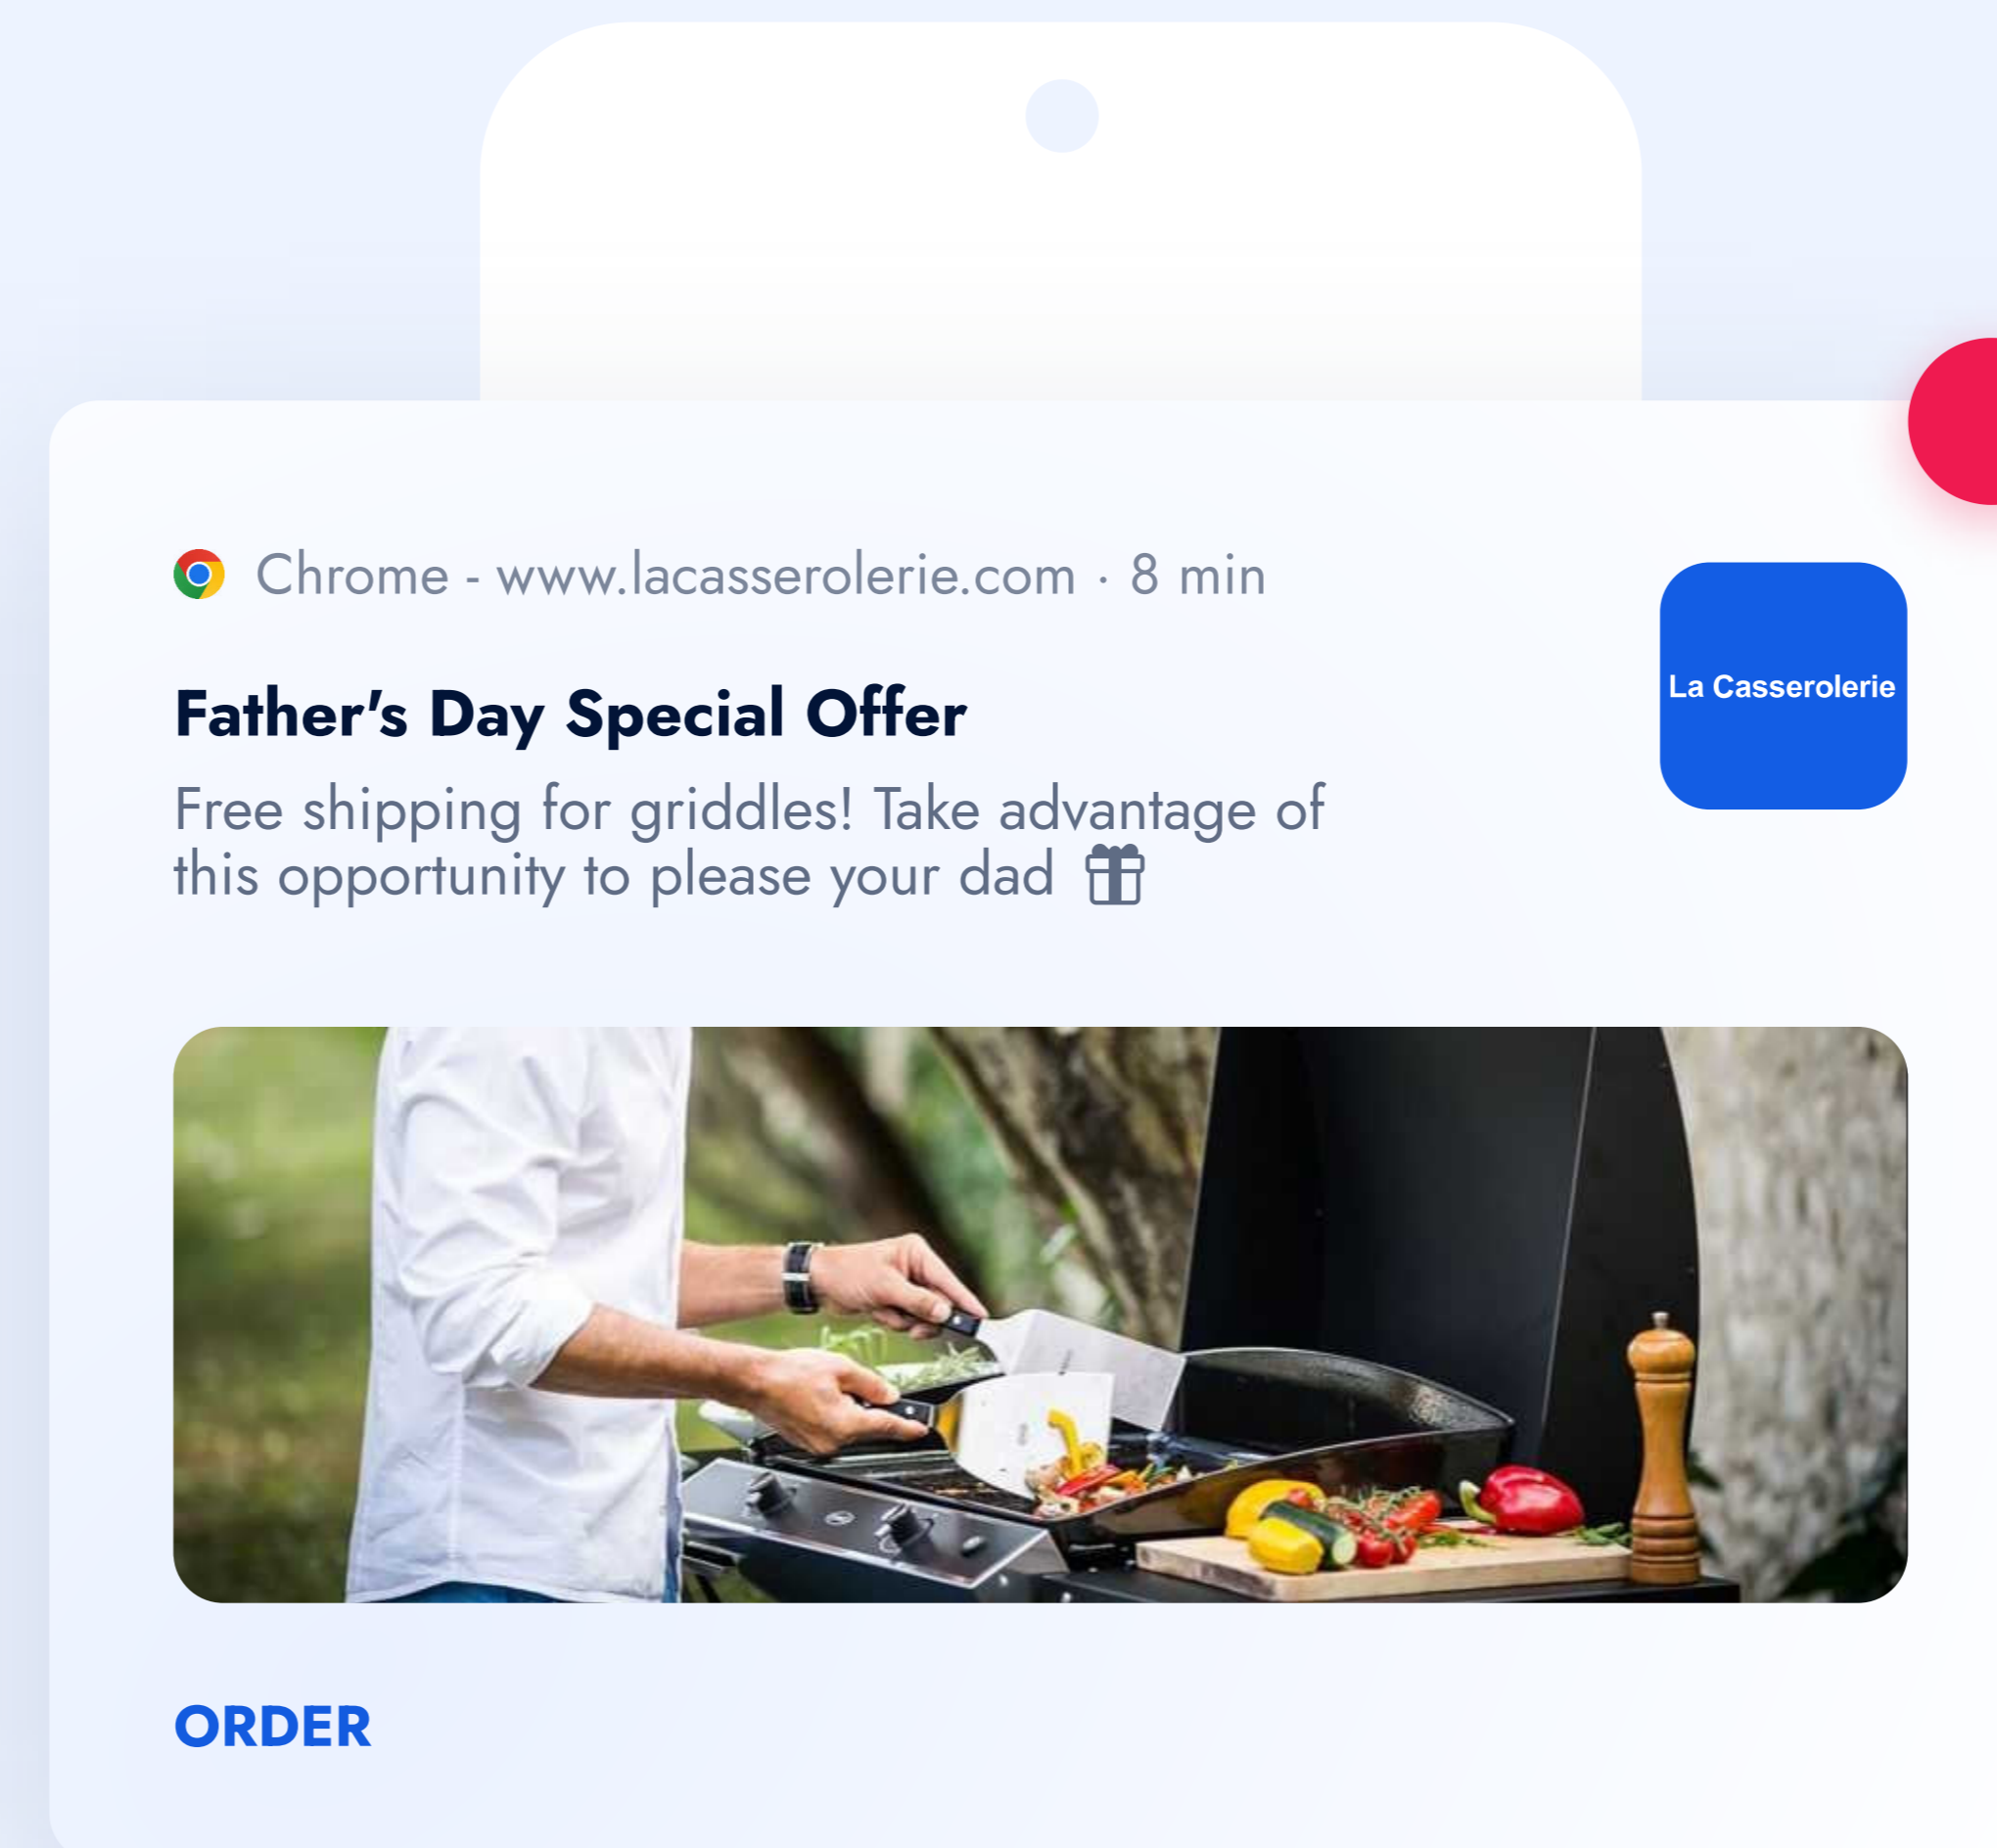 Chrome - www.lacasserolerie.com · 8 min
La Casserolerie
Father's Day Special Offer
Free shipping for griddles! Take advantage of
this opportunity to please your dad
ORDER